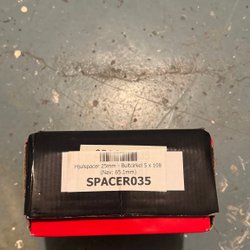 Hjulspacer 25mm - Bultcirkel 5 x 108
(Nav: 65.1mm)
SPACER035